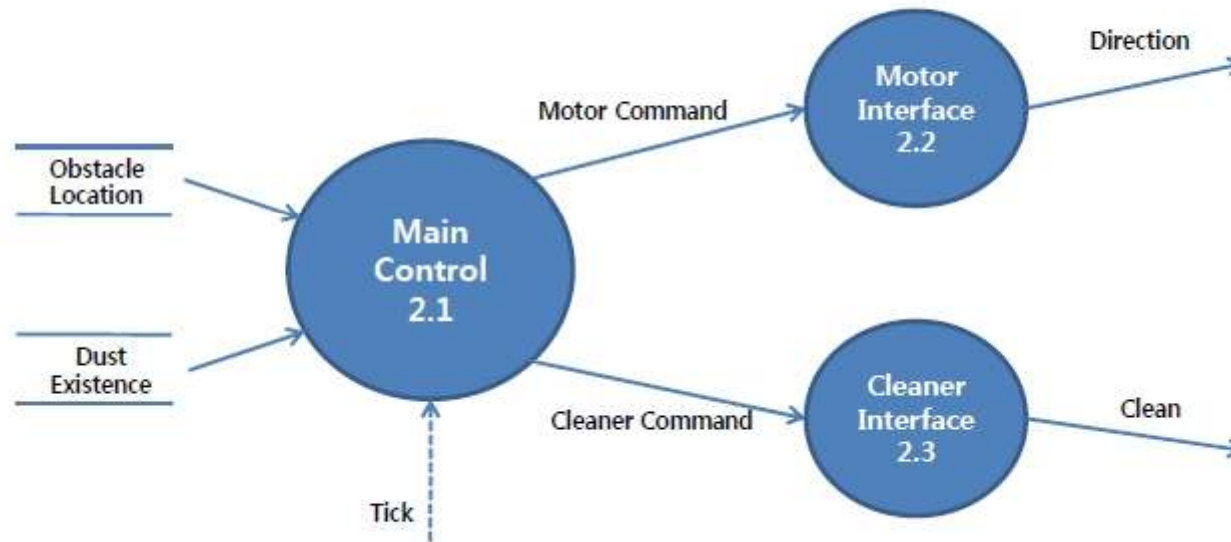 Direction
Motor
Interface
2.2
Motor Command
Obstacle
Location
Main
Control
2.1
Dust
Existence
Cleaner
Interface
2.3
Clean
Cleaner Command
Tick